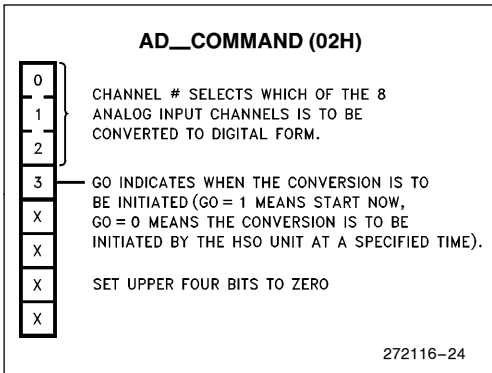 AD__COMMAND (02H)
0
1
2
CHANNEL # SELECTS WHICH OF THE 8
ANALOG INPUT CHANNELS IS TO BE
CONVERTED TO DIGITAL FORM.
3
GO INDICATES WHEN THE CONVERSION IS TO
BE INITIATED (GO = 1 MEANS START NOW,
GO = 0 MEANS THE CONVERSION IS TO BE
INITIATED BY THE HSO UNIT AT A SPECIFIED TIME).
X
X
X
SET UPPER FOUR BITS TO ZERO
X
272116–24